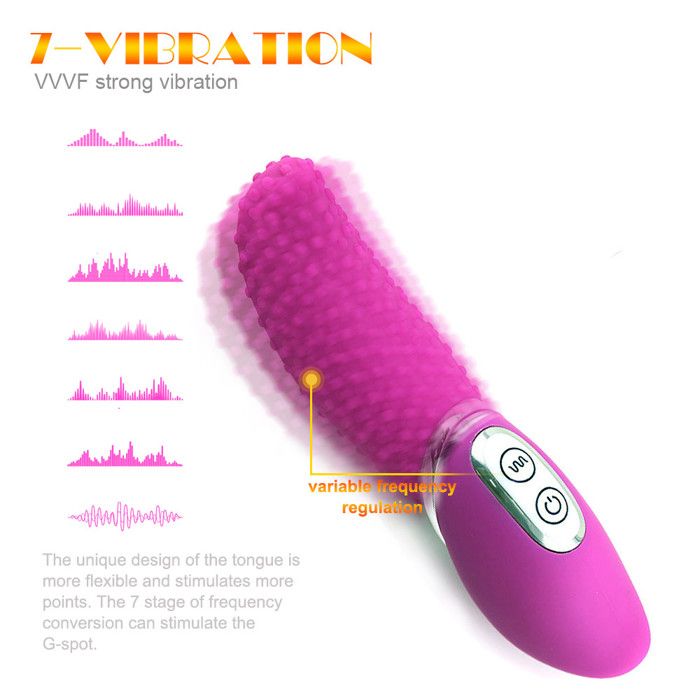 7-VIBRATION
VVVF strong vibration
variable frequency
regulation
The unique design of the tongue is
more flexible and stimulates more
points. The 7 stage of frequency
conversion can stimulate the
G-spot.